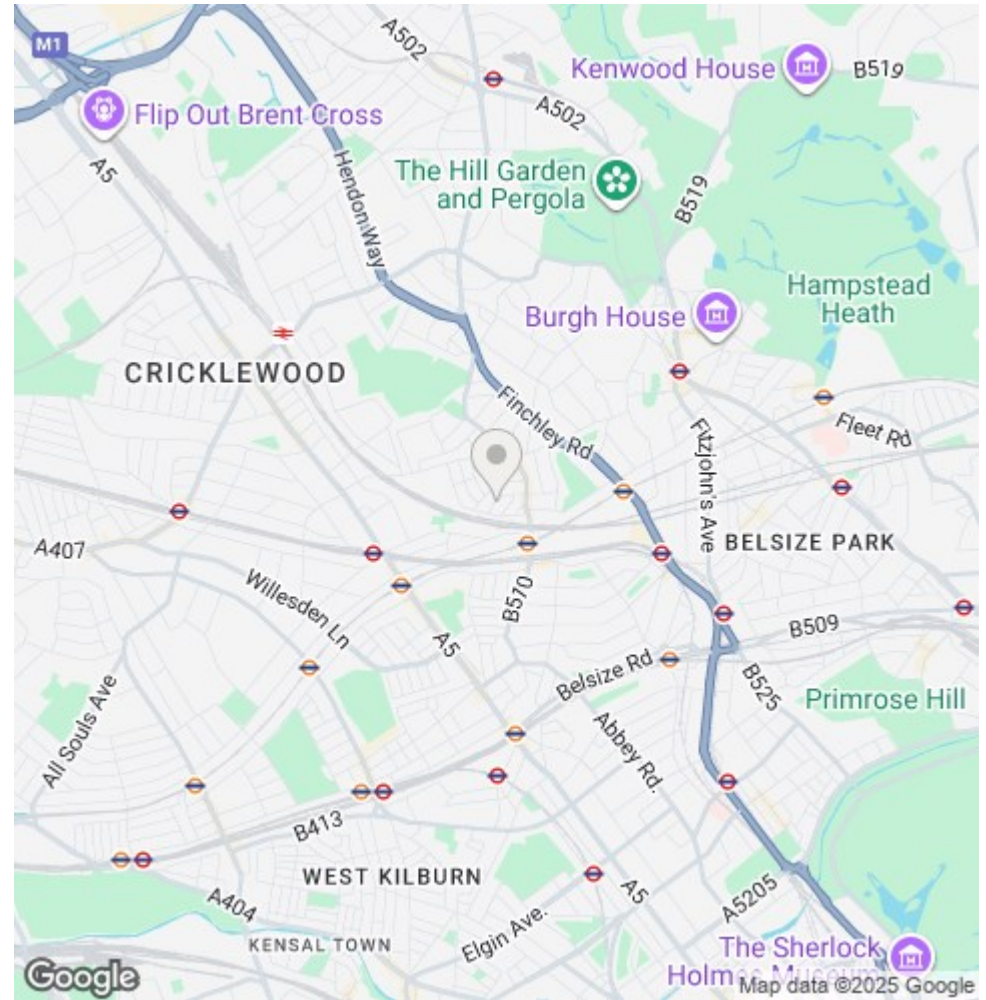 A502
M1
Kenwood House
B519
A502
Flip Out Brent Cross
A5
Hendon Way
The Hill Garden
and Pergola
B519
Hampstead
Heath
Burgh House
CRICKLEWOOD
Finchley Rd
Fitzjohn's Ave
Fleet Rd
A407
BELSIZE PARK
Willesden Ln
B510
A5
B509
Belsize Rd
B525
Primrose Hill
All Souls Ave
Abbey Rd.
B413
WEST KILBURN
A5
A404
A5205
Elgin Ave.
KENSAL TOWN
The Sherlock
Holmes Museum
Google
Map data ©2025 Google